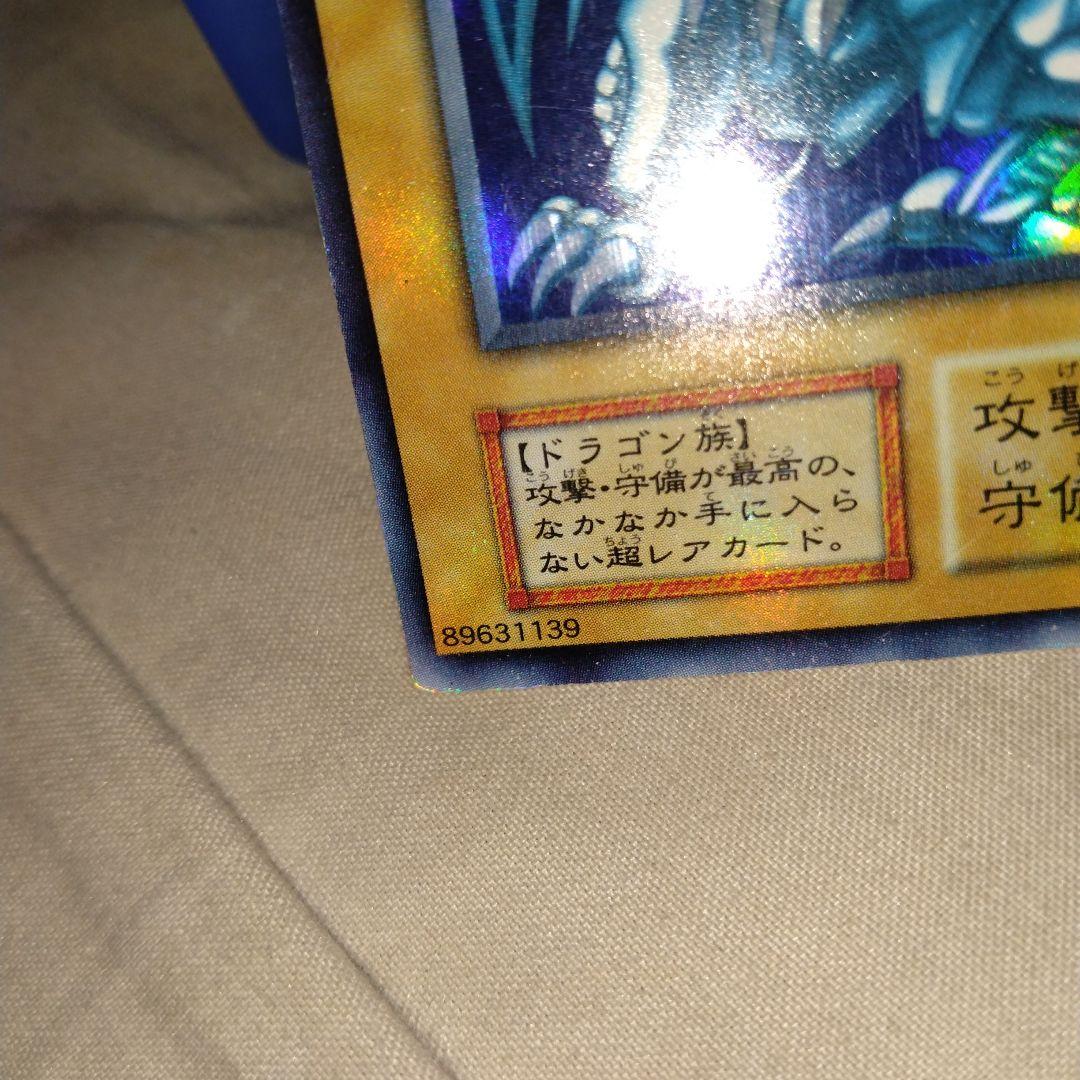 【ドラゴン族】
攻撃・守備が最高の、
なかなか手に入ら
ない超レアカード。
攻撃
守備
89631139